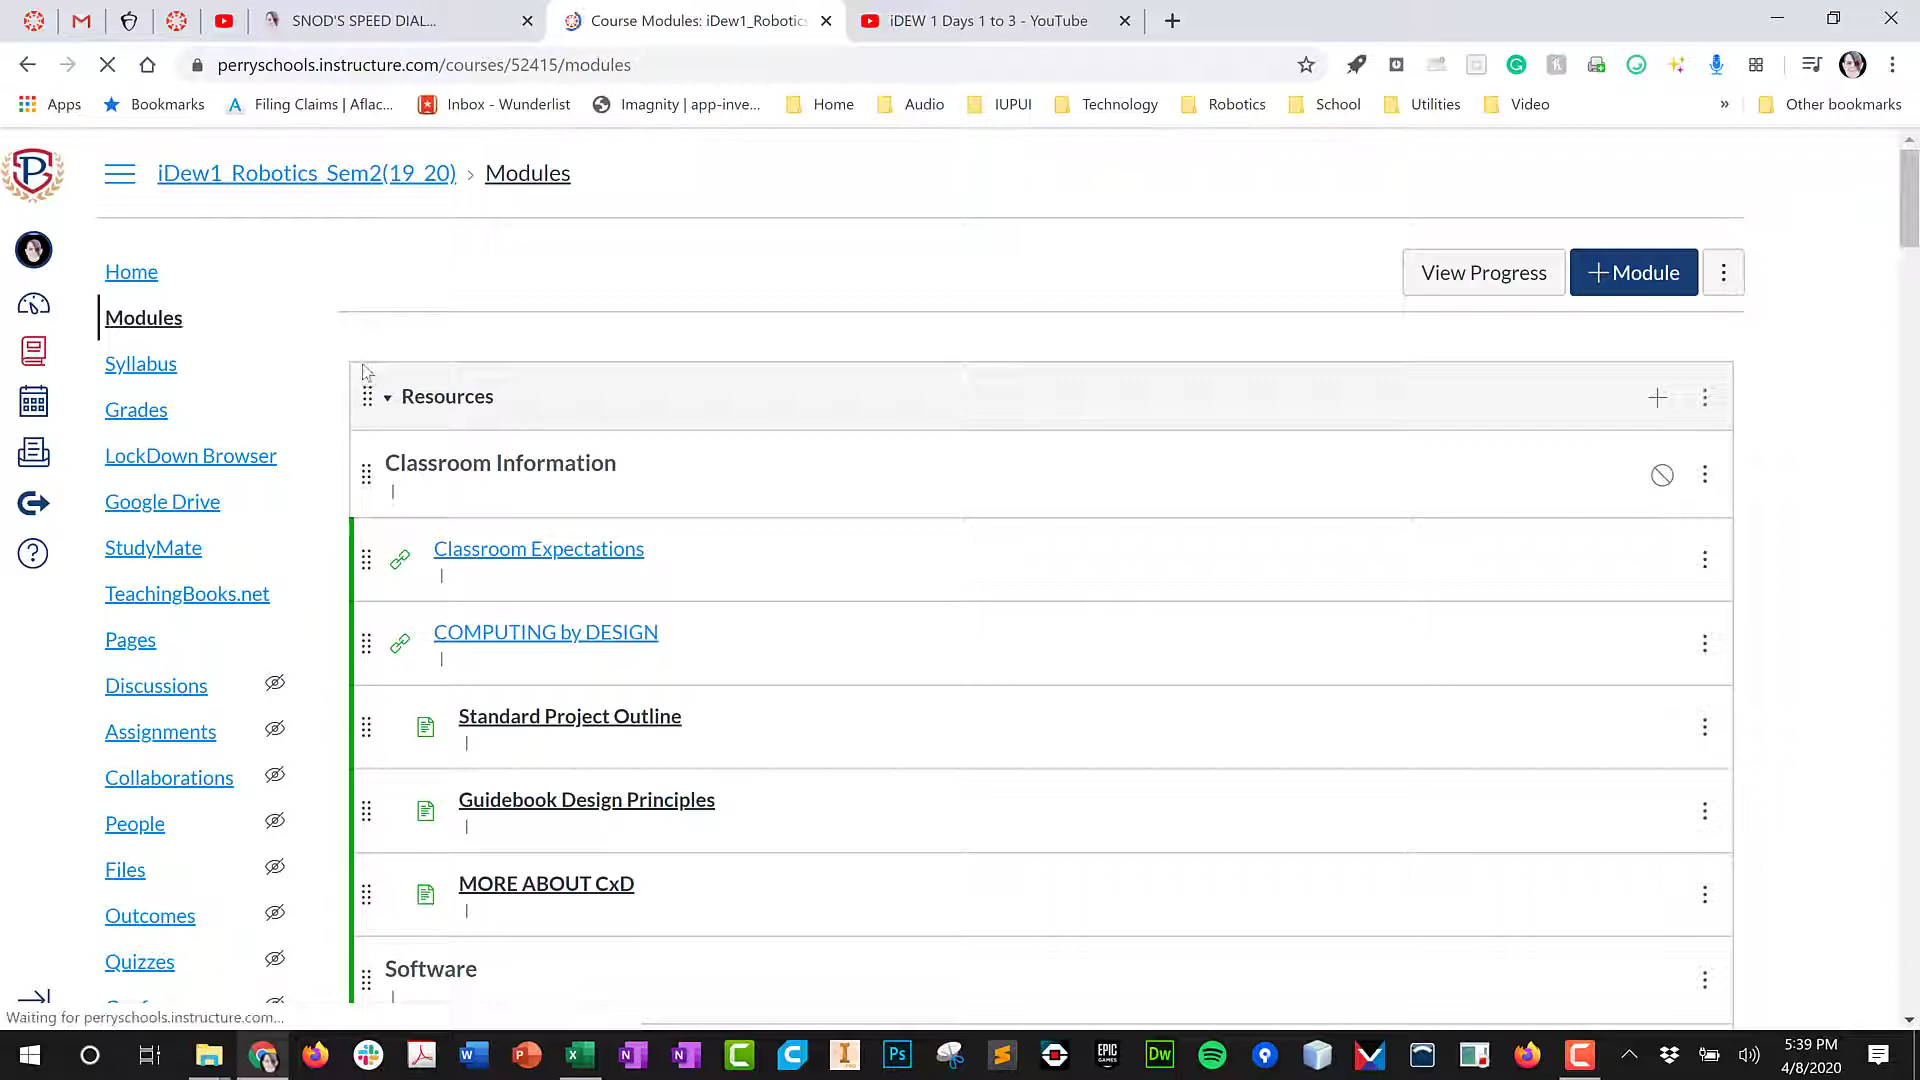 SNOD'S SPEED DIAL...
Course Modules: iDew1_Robotics
iDEW 1 Days 1 to 3 - YouTube
perryschools.instructure.com/courses/52415/modules
Apps
Bookmarks
Filing Claims | Aflac...
Inbox - Wunderlist
Imagnity | app-inve...
Home
Audio
IUPUI
Technology
Robotics
School
Utilities
Video
»
Other bookmarks
iDew1_Robotics_Sem2(19_20) › Modules
View Progress
+ Module
Home
Modules
Syllabus
Grades
LockDown Browser
Google Drive
StudyMate
TeachingBooks.net
Pages
Discussions
Assignments
Collaborations
People
Files
Outcomes
Quizzes
Resources
Classroom Information
|
Classroom Expectations
|
COMPUTING by DESIGN
|
Standard Project Outline
|
Guidebook Design Principles
|
MORE ABOUT CxD
|
Software
|
Waiting for perryschools.instructure.com...
5:39 PM
4/8/2020